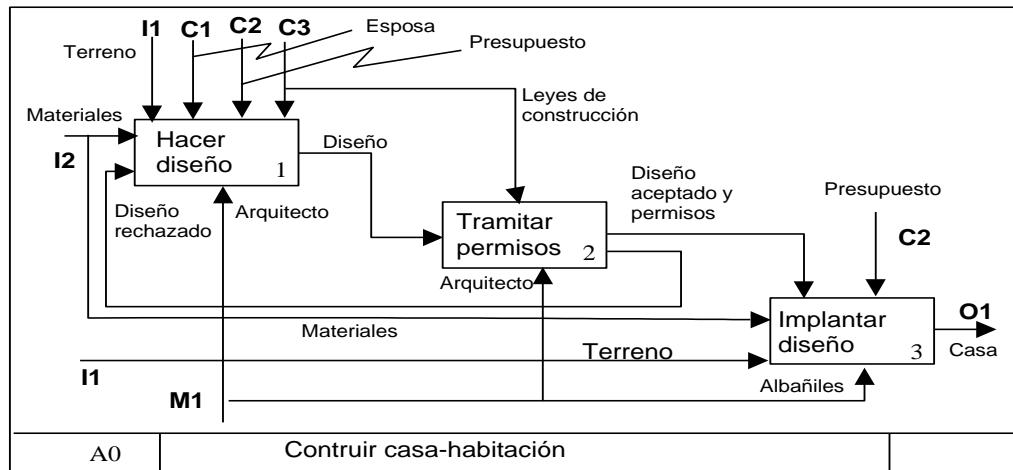 I1 C1 C2 C3
Terreno
Esposa
Presupuesto
Materiales
I2
Hacer
diseño
1
Diseño
Leyes de
construcción
Diseño
rechazado
Arquitecto
Tramitar
permisos
2
Diseño
aceptado y
permisos
Presupuesto
C2
Arquitecto
Materiales
Implantar
diseño
3
O1
Casa
Terreno
I1
M1
Albañiles
A0
Contruir casa-habitación